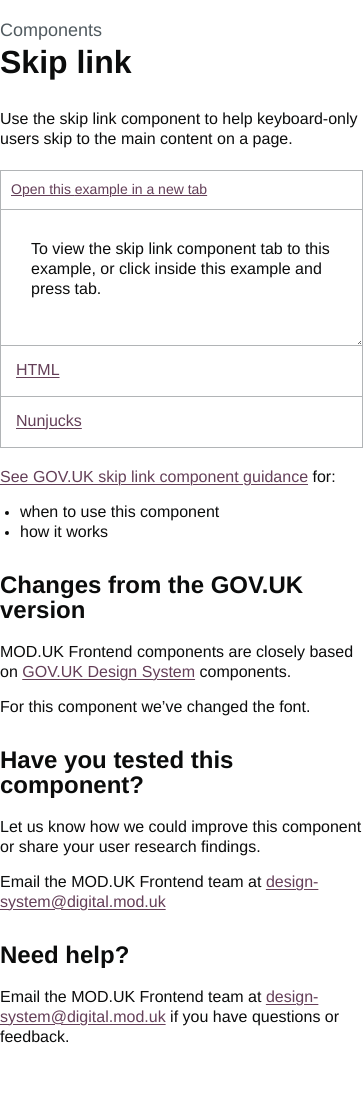 Components
Skip link
Use the skip link component to help keyboard-only
users skip to the main content on a page.
Open this example in a new tab
To view the skip link component tab to this
example, or click inside this example and
press tab.
HTML
Nunjucks
See GOV.UK skip link component guidance for:
• when to use this component
• how it works
Changes from the GOV.UK
version
MOD.UK Frontend components are closely based
on GOV.UK Design System components.
For this component we’ve changed the font.
Have you tested this
component?
Let us know how we could improve this component
or share your user research findings.
Email the MOD.UK Frontend team at design-
system@digital.mod.uk
Need help?
Email the MOD.UK Frontend team at design-
system@digital.mod.uk if you have questions or
feedback.